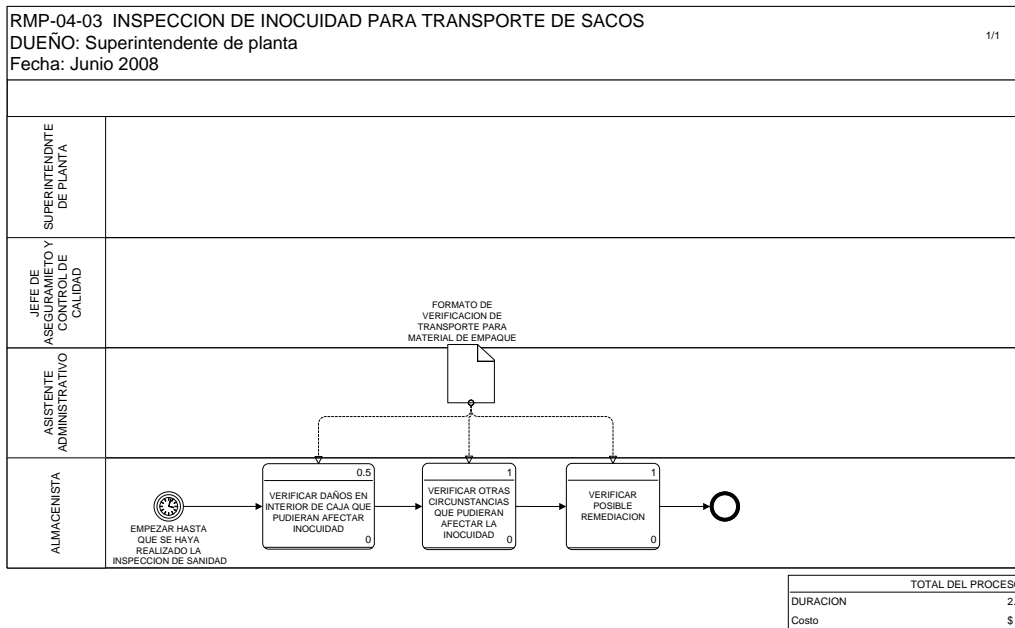 RMP-04-03 INSPECCION DE INOCUIDAD PARA TRANSPORTE DE SACOS
DUEÑO: Superintendente de planta
Fecha: Junio 2008
1/1
SUPERINTENDNTE
DE PLANTA
JEFE DE
ASEGURAMIETO Y
CONTROL DE
CALIDAD
FORMATO DE
VERIFICACION DE
TRANSPORTE PARA
MATERIAL DE EMPAQUE
ASISTENTE
ADMINISTRATIVO
ALMACENISTA
EMPEZAR HASTA
QUE SE HAYA
REALIZADO LA
INSPECCION DE SANIDAD
0.5
VERIFICAR DAÑOS EN
INTERIOR DE CAJA QUE
PUDIERAN AFECTAR
INOCUIDAD
0
1
VERIFICAR OTRAS
CIRCUNSTANCIAS
QUE PUDIERAN
AFECTAR LA
INOCUIDAD
0
1
VERIFICAR
POSIBLE
REMEDIACION
0
TOTAL DEL PROCESO
DURACION 2.
Costo $